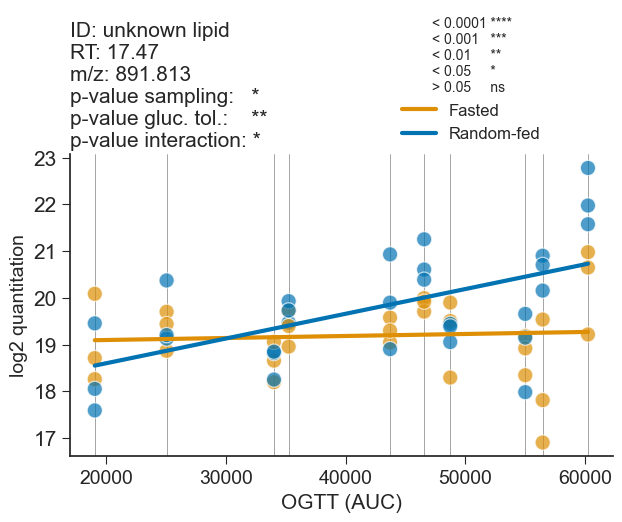 ID: unknown lipid
RT: 17.47
m/z: 891.813
p-value sampling: *
p-value gluc. tol.: **
p-value interaction: *
< 0.0001 ****
< 0.001 ***
< 0.01 **
< 0.05 *
> 0.05 ns
Fasted
Random-fed
23
22
21
20
19
18
17
log2 quantitation
20000 30000 40000 50000 60000
OGTT (AUC)